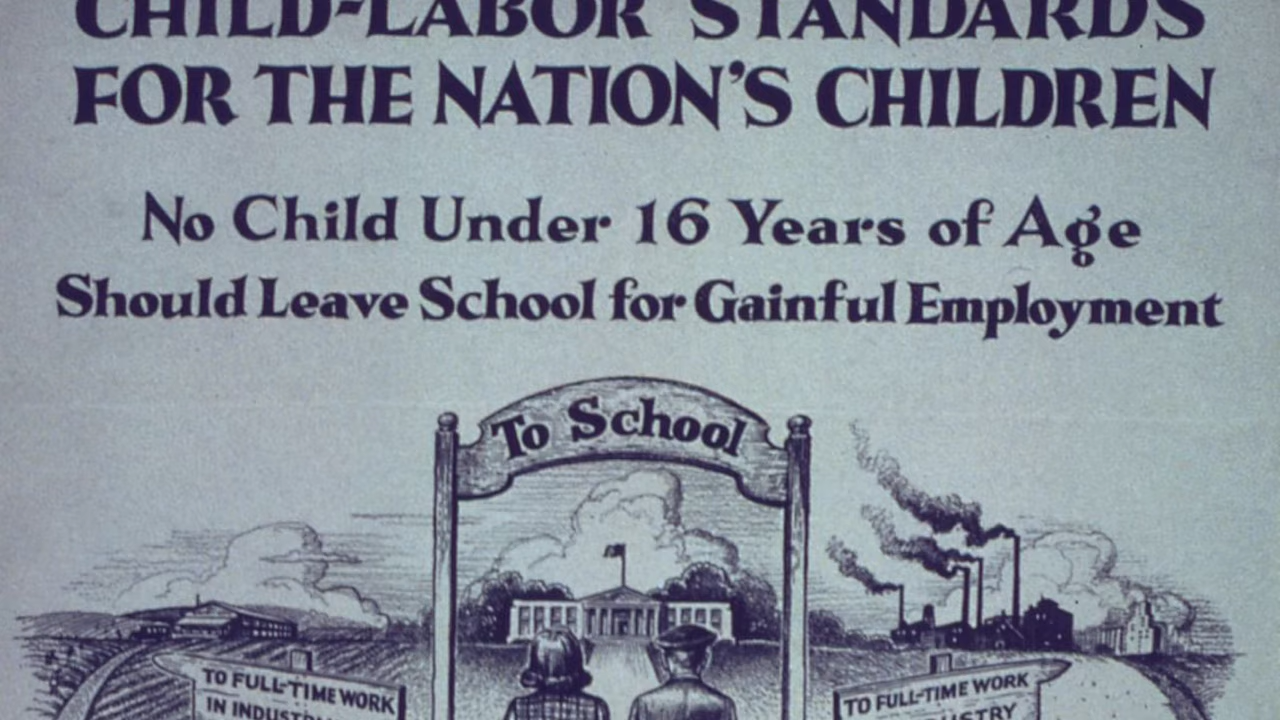 CHILD-LABOR STANDARDS
FOR THE NATION'S CHILDREN
No Child Under 16 Years of Age
Should Leave School for Gainful Employment
To School
TO FULL-TIME WORK
IN
TO FULL-TIME WORK